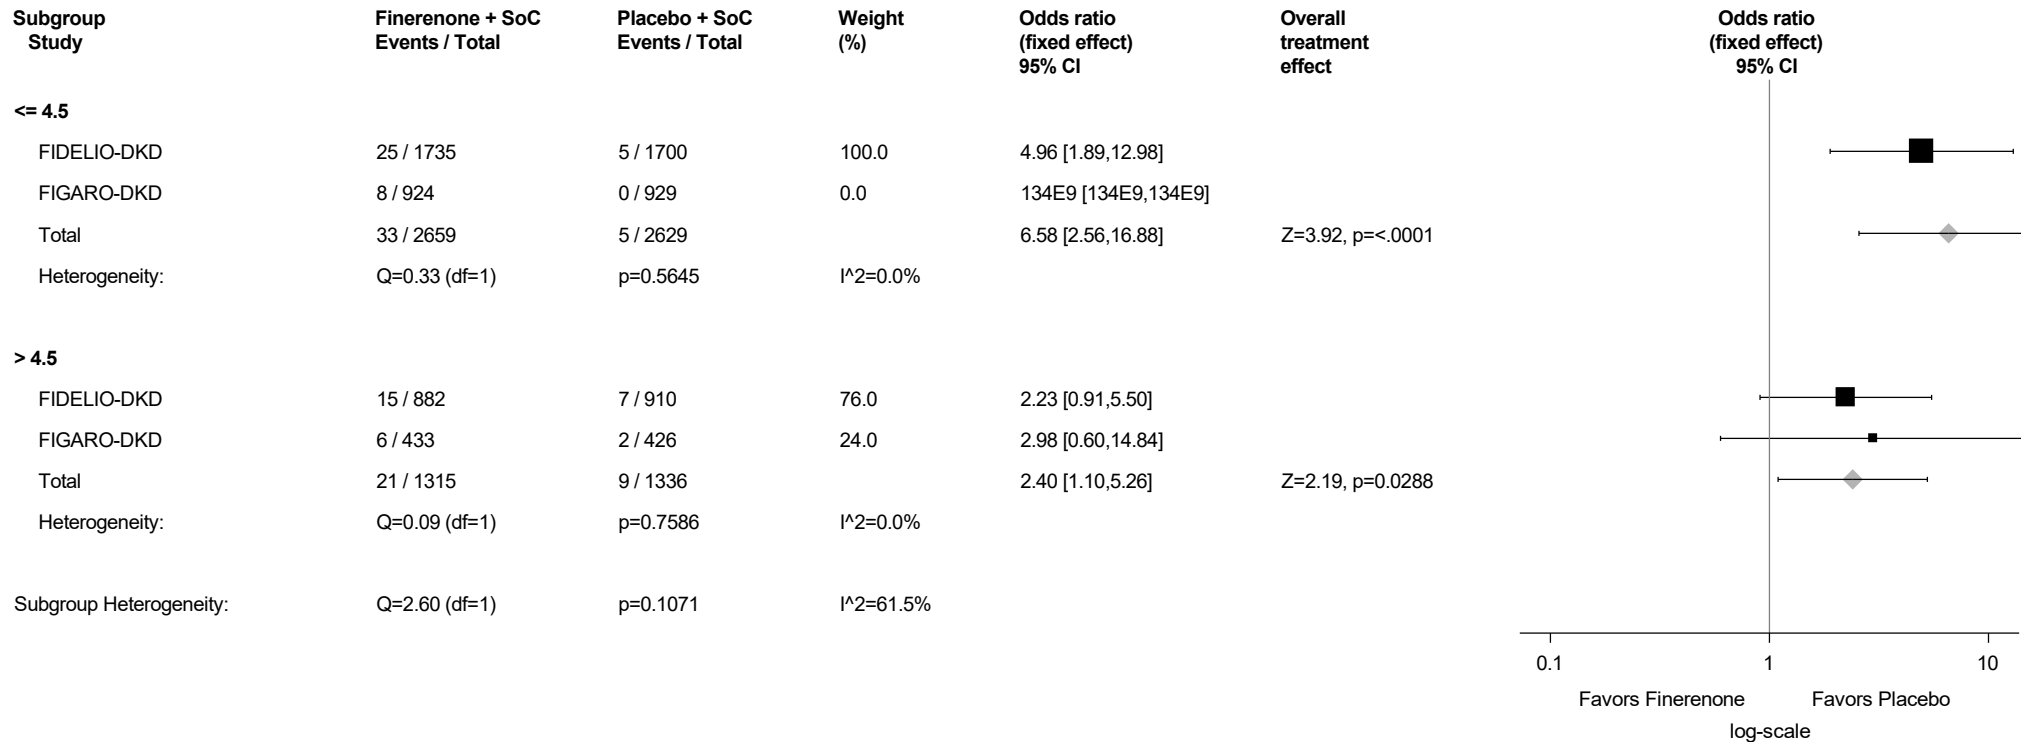 Subgroup Finerenone + SoC Placebo + SoC Weight Odds ratio Overall Odds ratio
Study Events / Total Events / Total (%) (fixed effect) treatment (fixed effect)
95% CI effect 95% CI
<= 4.5
FIDELIO-DKD 25 / 1735 5 / 1700 100.0 4.96 [1.89,12.98]
FIGARO-DKD 8 / 924 0 / 929 0.0 134E9 [134E9,134E9]
Total 33 / 2659 5 / 2629 6.58 [2.56,16.88] Z=3.92, p=<.0001
Heterogeneity: Q=0.33 (df=1) p=0.5645 I^2=0.0%
> 4.5
FIDELIO-DKD 15 / 882 7 / 910 76.0 2.23 [0.91,5.50]
FIGARO-DKD 6 / 433 2 / 426 24.0 2.98 [0.60,14.84]
Total 21 / 1315 9 / 1336 2.40 [1.10,5.26] Z=2.19, p=0.0288
Heterogeneity: Q=0.09 (df=1) p=0.7586 I^2=0.0%
Subgroup Heterogeneity: Q=2.60 (df=1) p=0.1071 I^2=61.5%
0.1 1 10
Favors Finerenone Favors Placebo
log-scale